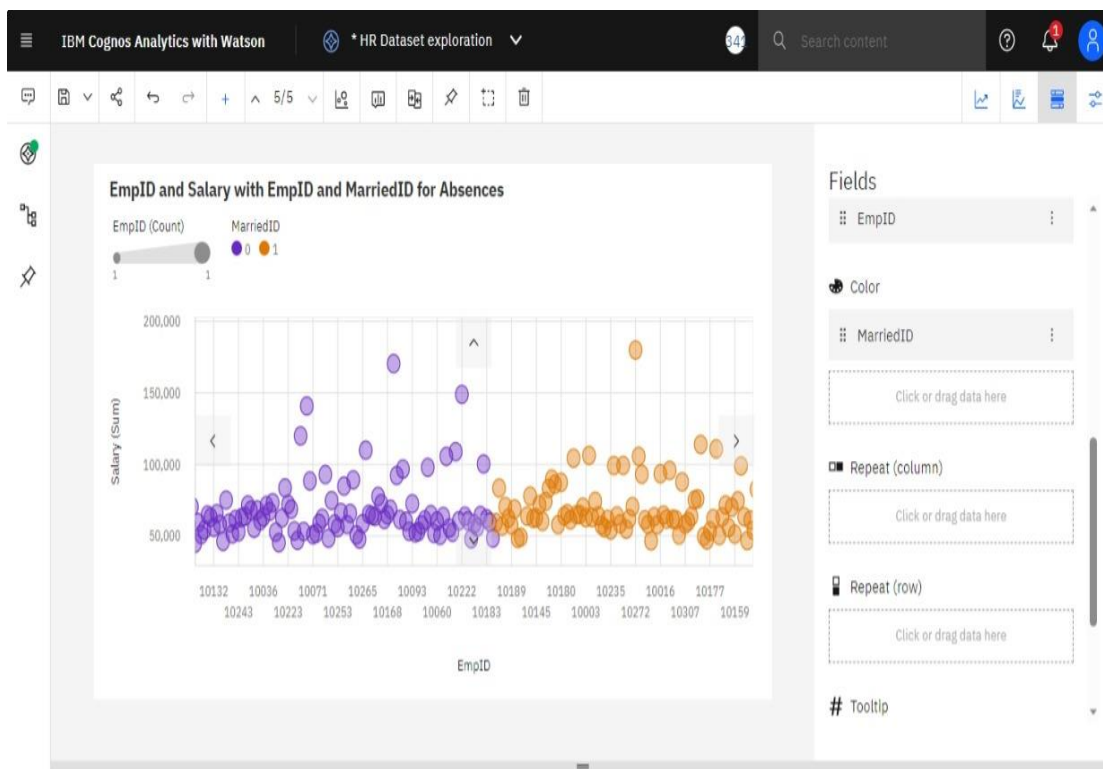 IBM Cognos Analytics with Watson
* HR Dataset exploration
341
Search content
1
5/5
EmpID and Salary with EmpID and MarriedID for Absences
EmpID (Count)
MarriedID
0 1
1 1
Salary (Sum)
200,000
150,000
100,000
50,000
10132 10036 10071 10265 10093 10222 10189 10180 10235 10016 10177
10243 10223 10253 10168 10060 10183 10145 10003 10272 10307 10159
EmpID
Fields
EmpID
Color
MarriedID
Click or drag data here
Repeat (column)
Click or drag data here
Repeat (row)
Click or drag data here
# Tooltip